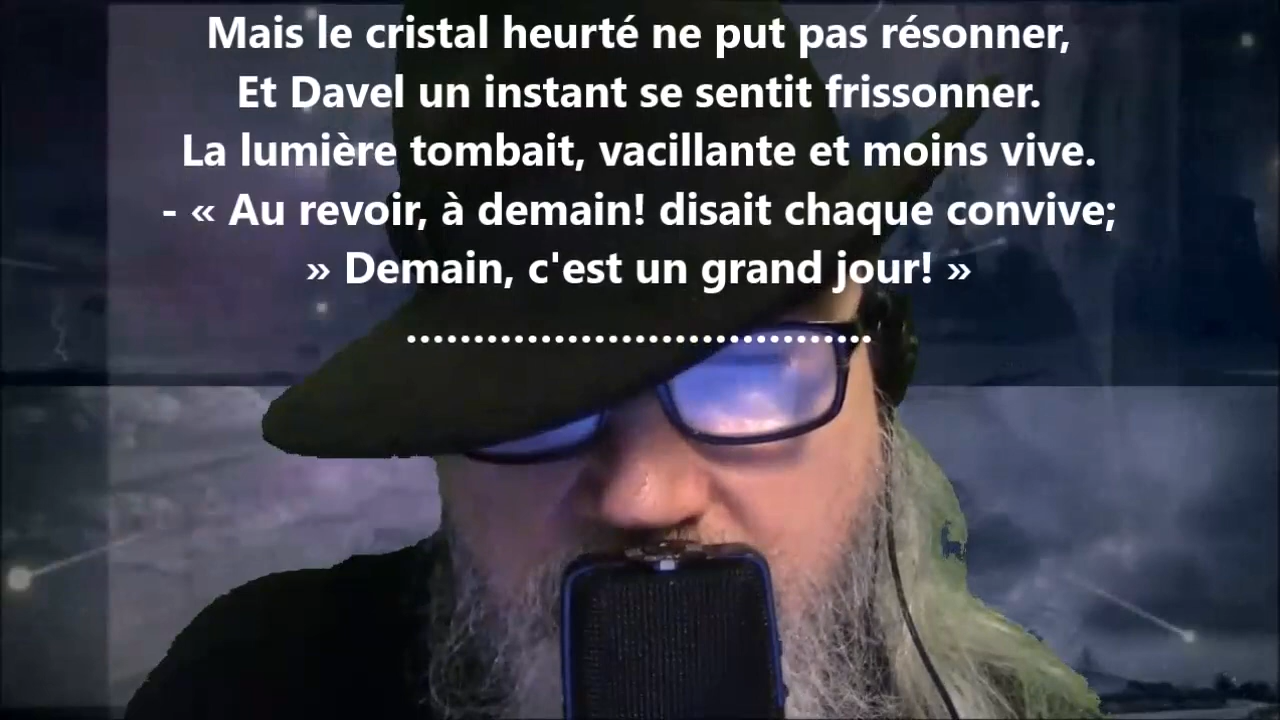 Mais le cristal heurté ne put pas résonner,
Et Davel un instant se sentit frissonner.
La lumière tombait, vacillante et moins vive.
- « Au revoir, à demain! disait chaque convive;
» Demain, c'est un grand jour! »
...................................